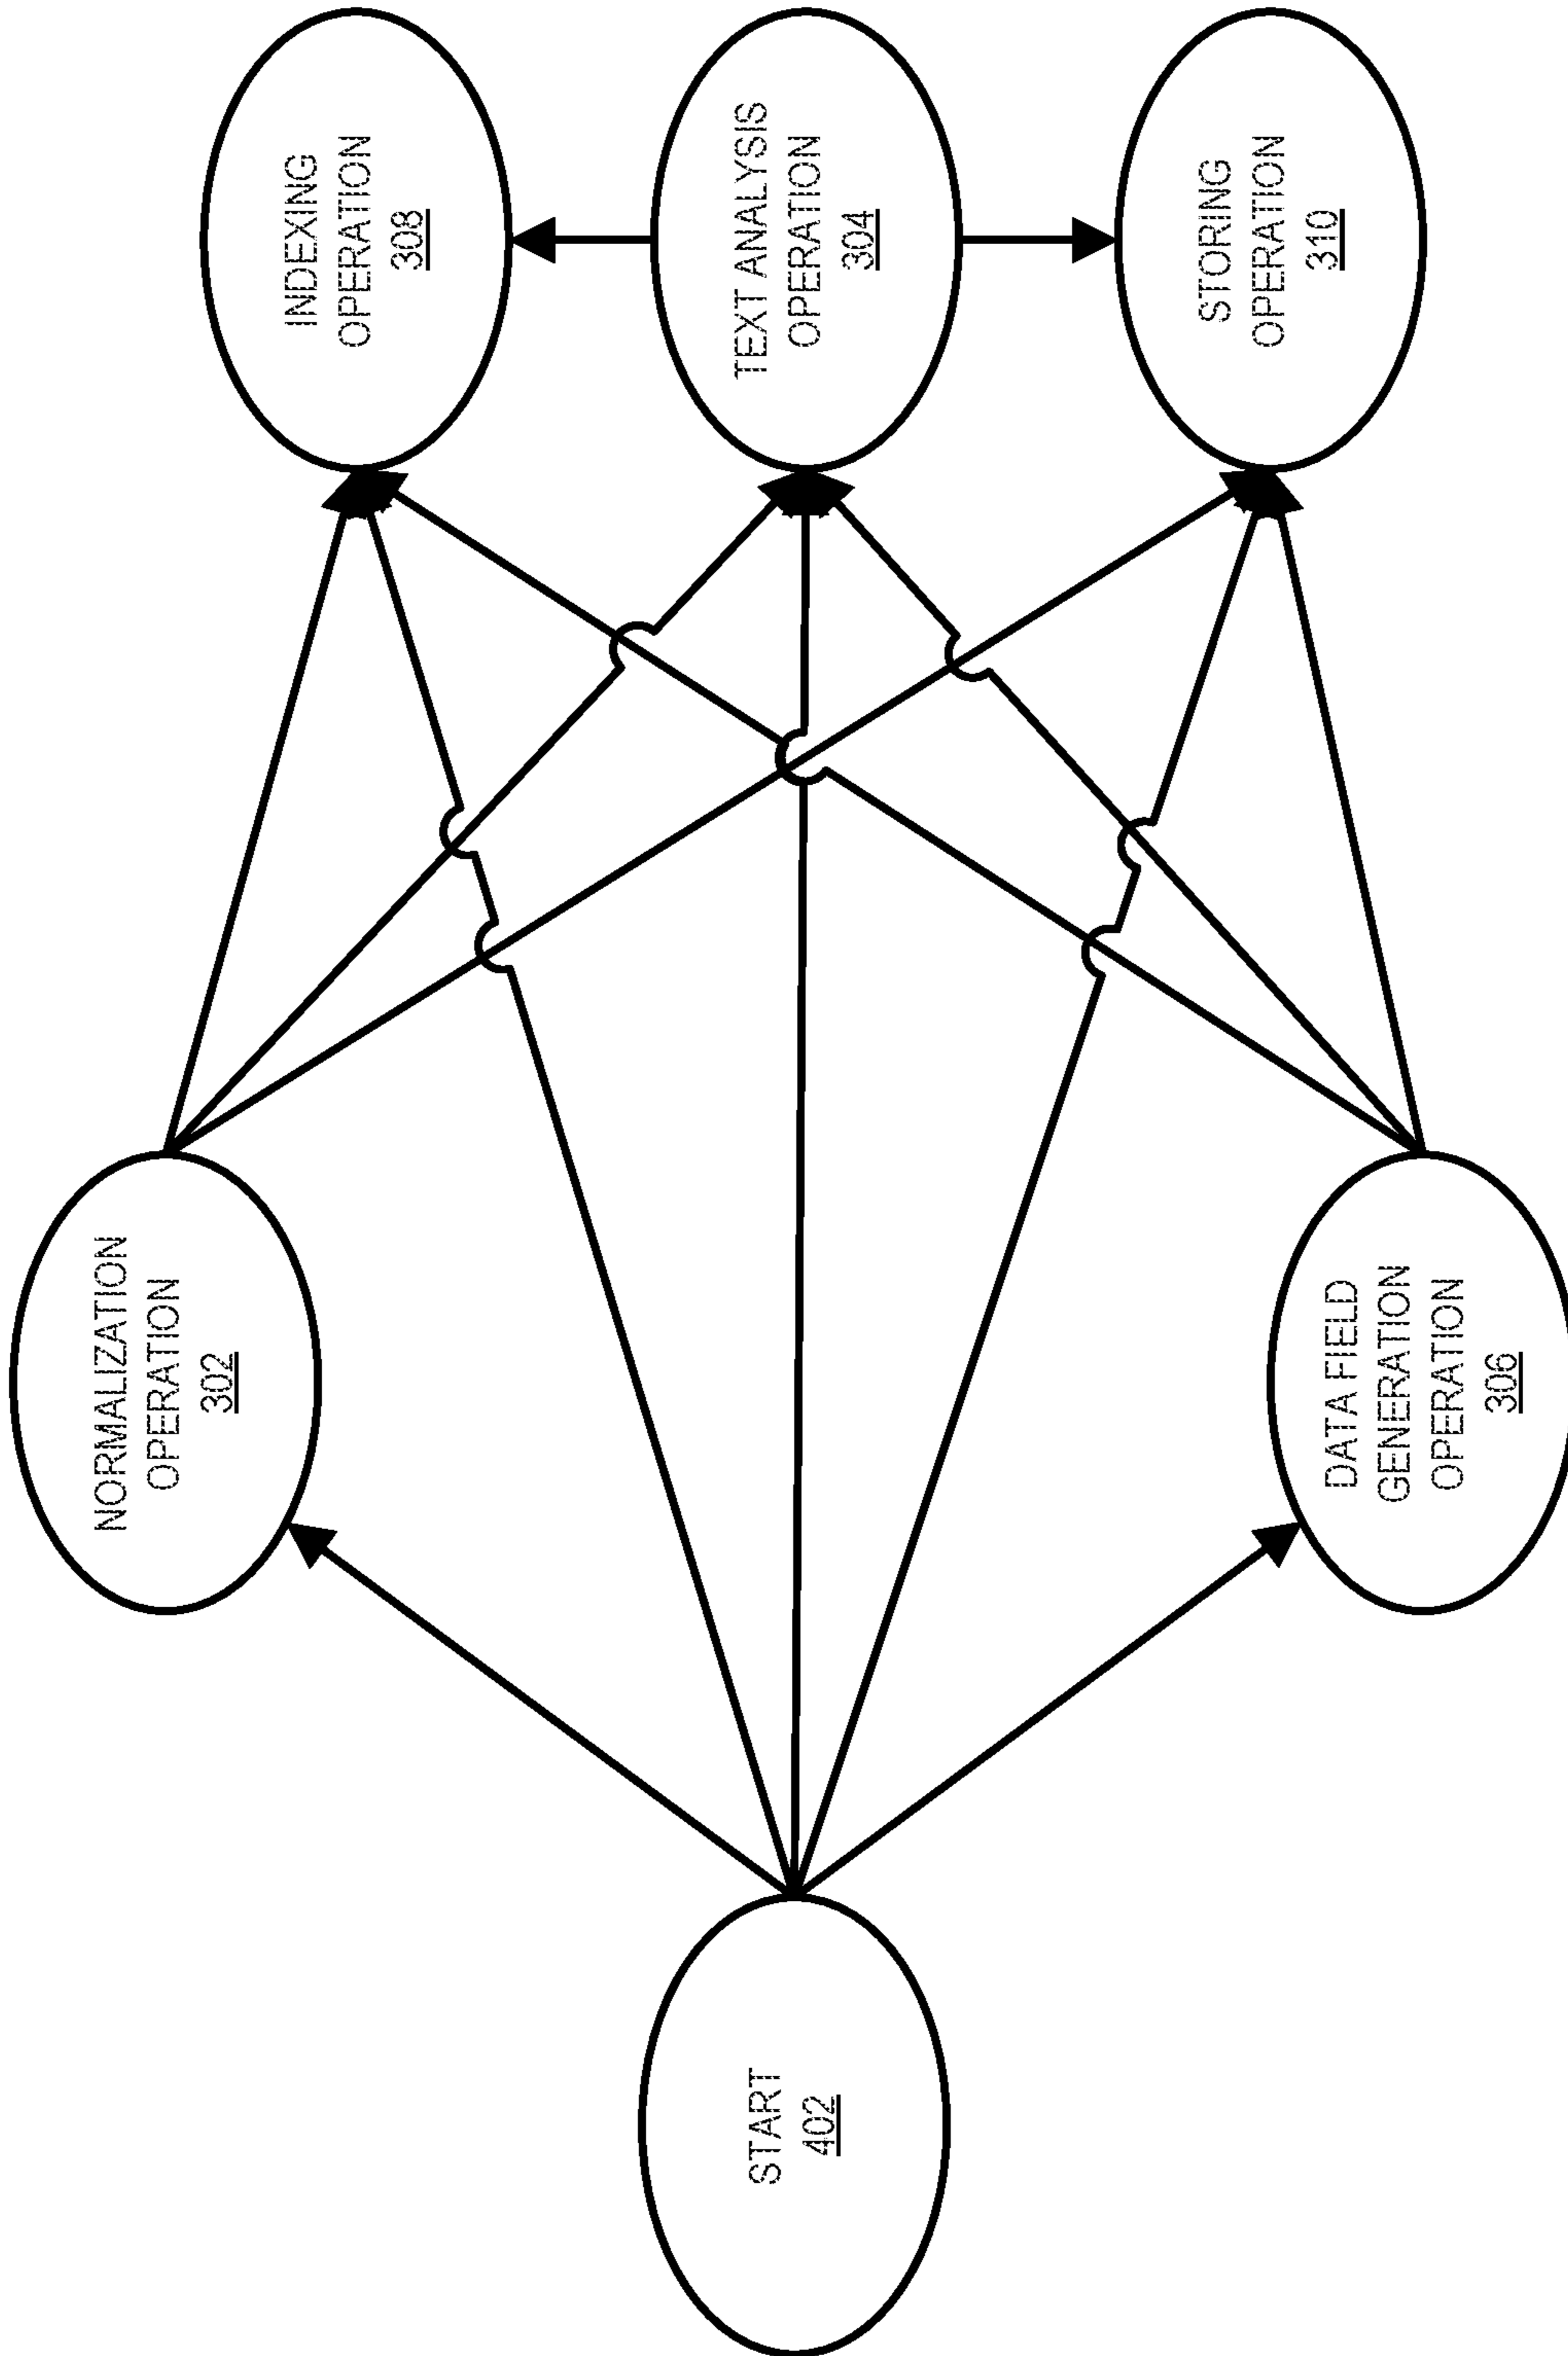 START
402
NORMALIZATION
OPERATION
302
DATA FIELD
GENERATION
OPERATION
306
INDEXING
OPERATION
308
TEXT ANALYSIS
OPERATION
304
STORING
OPERATION
310